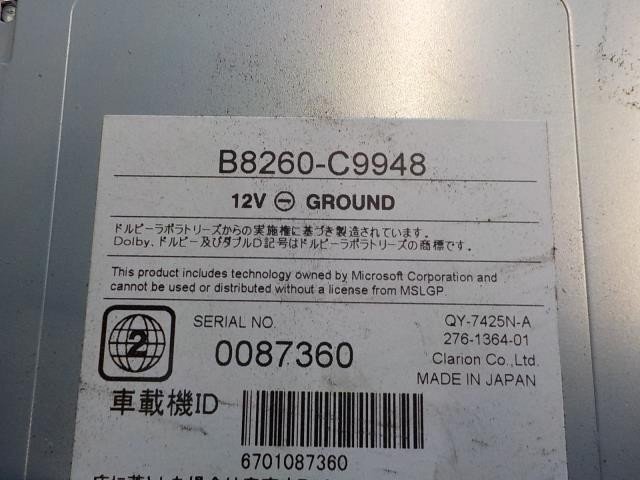 B8260-C9948
12V ⊖ GROUND
ドルビーラボラトリーズからの実施権に基づき製造されています。
Dolby、ドルビー及びダブルD記号はドルビーラボラトリーズの商標です。
This product includes technology owned by Microsoft Corporation and
cannot be used or distributed without a license from MSLGP.
2
SERIAL NO.
0087360
QY-7425N-A
276-1364-01
Clarion Co.,Ltd.
MADE IN JAPAN
車載機ID
6701087360